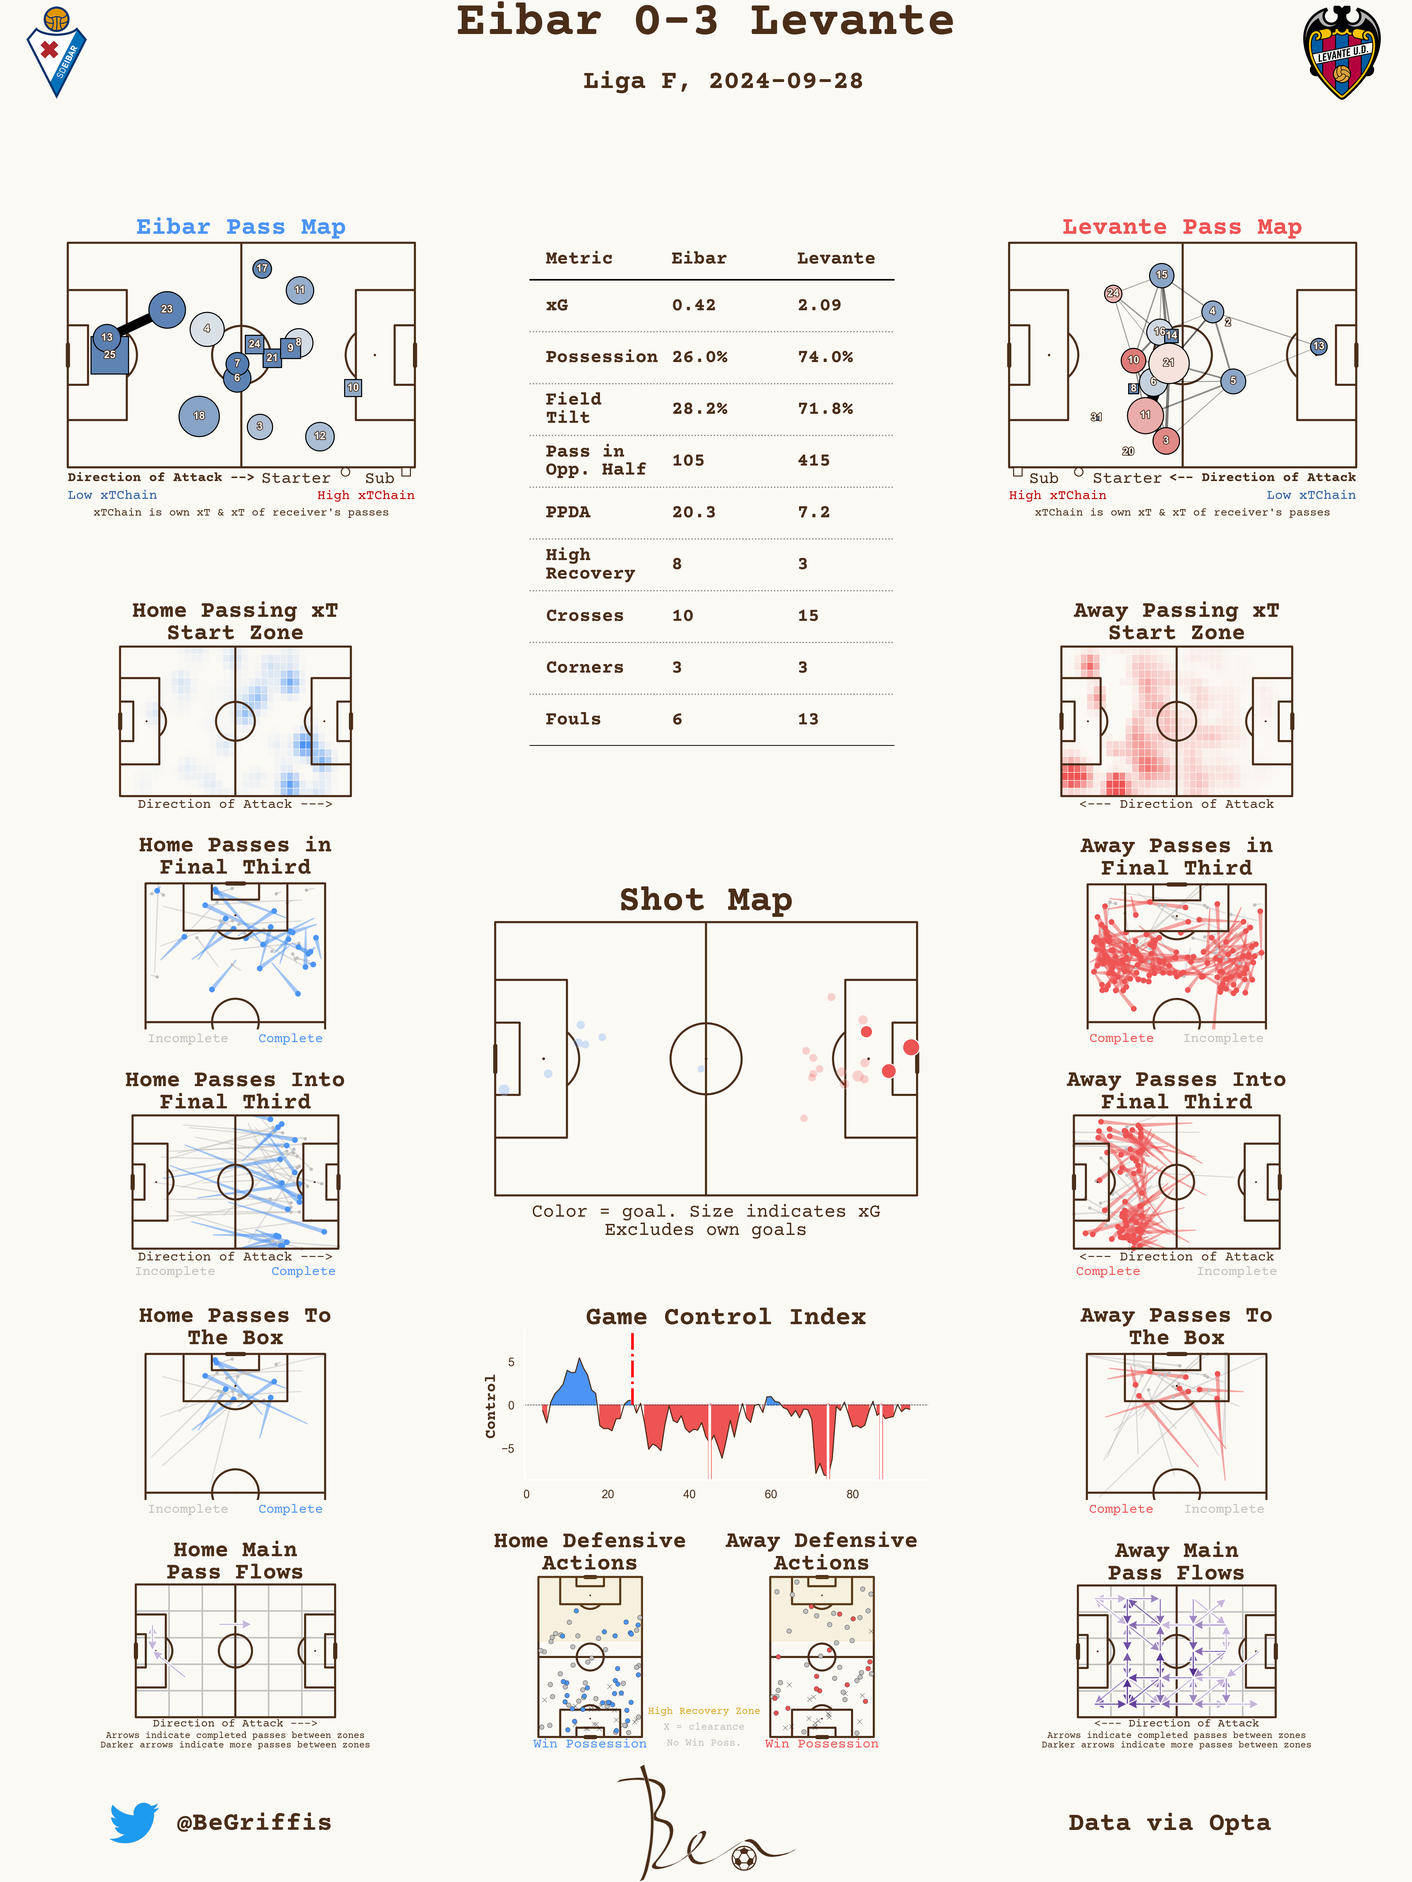 Eibar 0-3 Levante
Liga F, 2024-09-28
SD EIBAR
LEVANTE U.D.
Eibar Pass Map
17
11
23
4
13
25
24
8
9
21
7
6
10
18
3
12
Direction of Attack --> Starter Sub
Low xTChain High xTChain
xTChain is own xT & xT of receiver's passes
Metric Eibar Levante
xG 0.42 2.09
Possession 26.0% 74.0%
Field
Tilt 28.2% 71.8%
Pass in
Opp. Half 105 415
PPDA 20.3 7.2
High
Recovery 8 3
Crosses 10 15
Corners 3 3
Fouls 6 13
Levante Pass Map
15
24
4
2
16
14
13
10
21
8
6
5
11
31
3
20
Sub Starter <-- Direction of Attack
High xTChain Low xTChain
xTChain is own xT & xT of receiver's passes
Home Passing xT
Start Zone
Direction of Attack --->
Away Passing xT
Start Zone
<--- Direction of Attack
Home Passes in
Final Third
Incomplete Complete
Away Passes in
Final Third
Complete Incomplete
Shot Map
Color = goal. Size indicates xG
Excludes own goals
Home Passes Into
Final Third
Direction of Attack --->
Incomplete Complete
Away Passes Into
Final Third
<--- Direction of Attack
Complete Incomplete
Home Passes To
The Box
Incomplete Complete
Game Control Index
Control
5
0
−5
0 20 40 60 80
Away Passes To
The Box
Complete Incomplete
Home Main
Pass Flows
Direction of Attack --->
Arrows indicate completed passes between zones
Darker arrows indicate more passes between zones
Home Defensive
Actions
Win Possession
Away Defensive
Actions
Win Possession
High Recovery Zone
X = clearance
No Win Poss.
Away Main
Pass Flows
<--- Direction of Attack
Arrows indicate completed passes between zones
Darker arrows indicate more passes between zones
@BeGriffis
Ben
Data via Opta